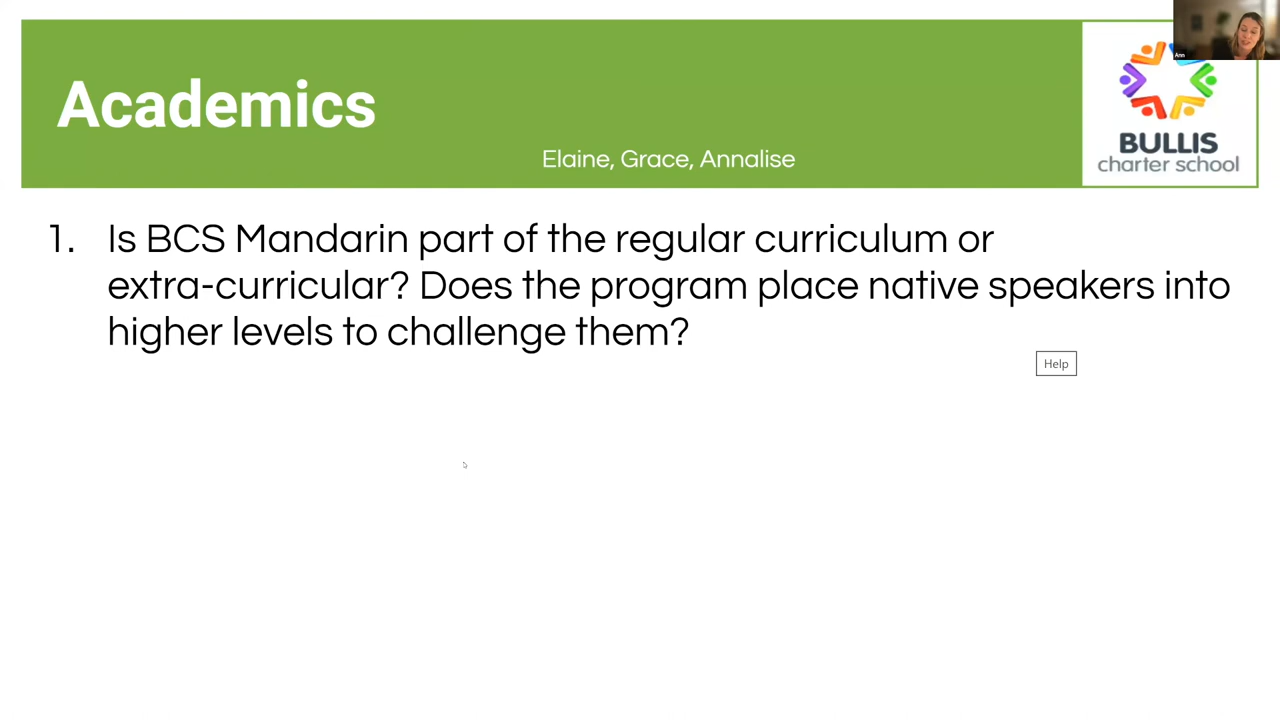 Ann
Academics
Elaine, Grace, Annalise
BULLIS
charter school
1. Is BCS Mandarin part of the regular curriculum or
extra-curricular? Does the program place native speakers into
higher levels to challenge them?
Help